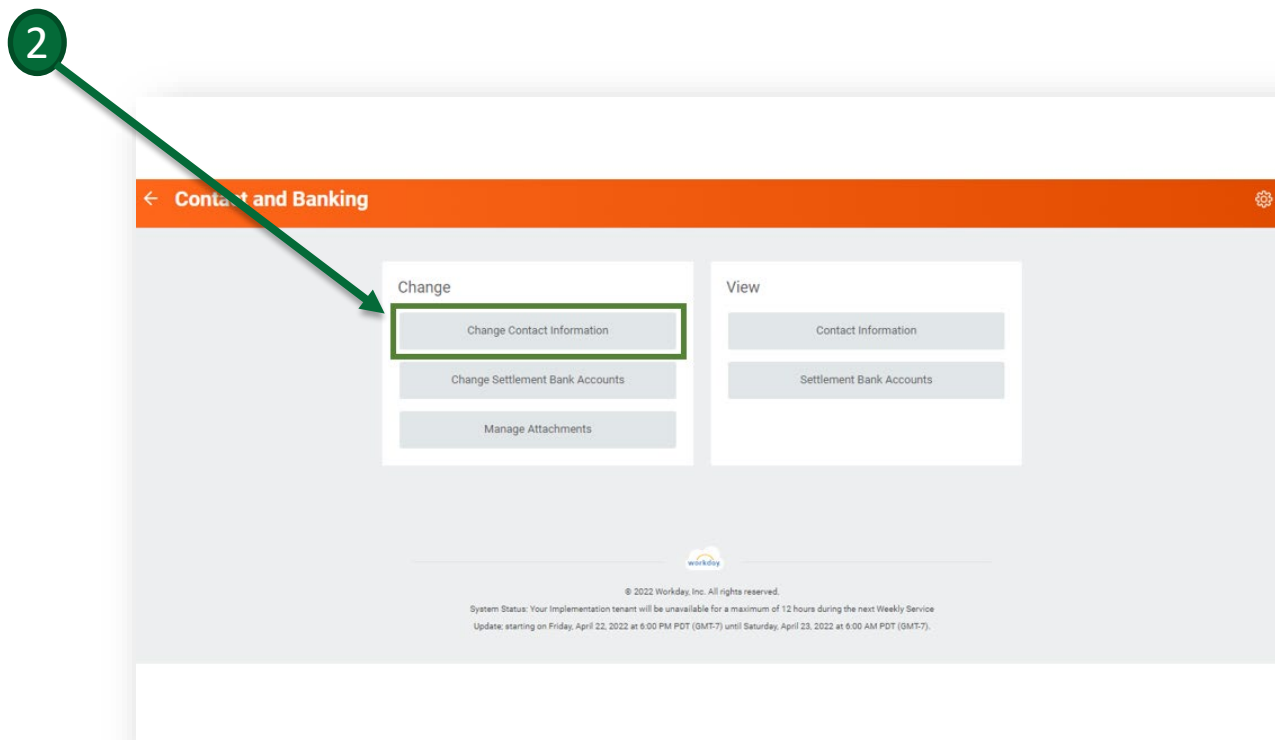 2
Contact and Banking
Change
Change Contact Information
Change Settlement Bank Accounts
Manage Attachments
View
Contact Information
Settlement Bank Accounts
workday
© 2022 Workday, Inc. All rights reserved.
System Status: Your Implementation tenant will be unavailable for a maximum of 12 hours during the next Weekly Service
Update; starting on Friday, April 22, 2022 at 6:00 PM PDT (GMT-7) until Saturday, April 23, 2022 at 6:00 AM PDT (GMT-7).